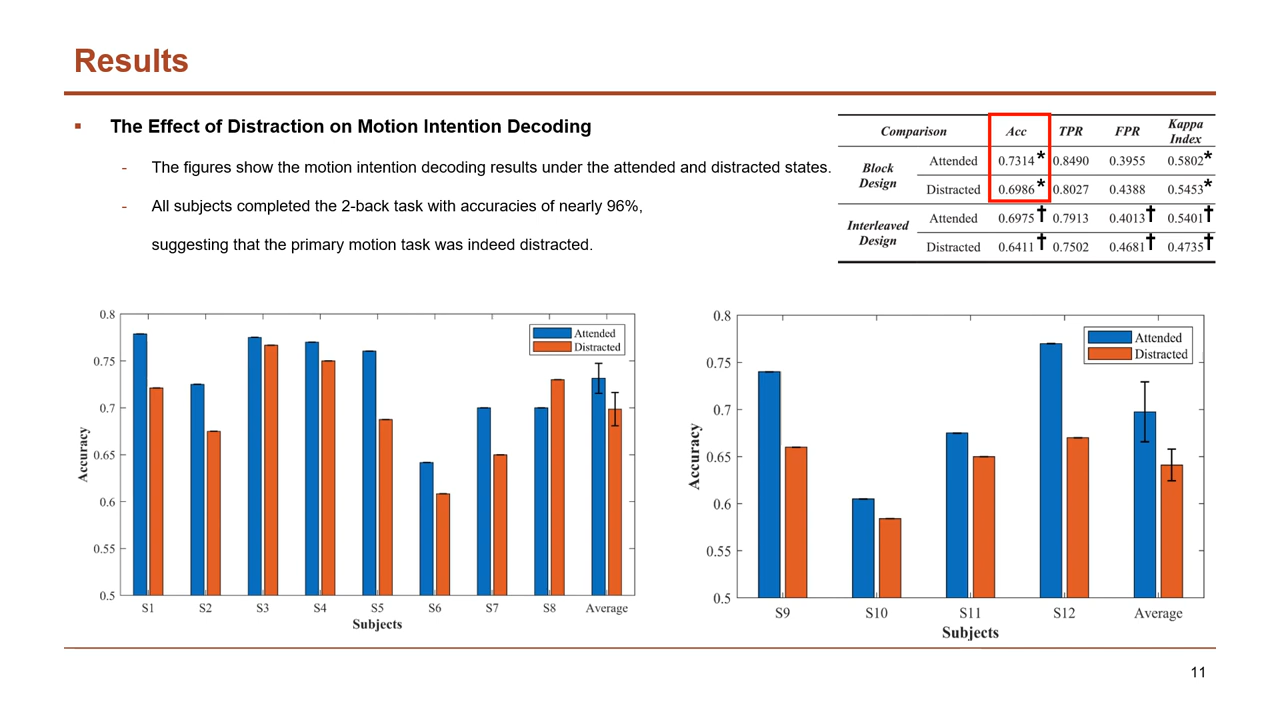 Results
▪ The Effect of Distraction on Motion Intention Decoding
- The figures show the motion intention decoding results under the attended and distracted states.
- All subjects completed the 2-back task with accuracies of nearly 96%,
suggesting that the primary motion task was indeed distracted.
Comparison Acc TPR FPR Kappa Index
Block Design
Attended 0.7314* 0.8490 0.3955 0.5802*
Distracted 0.6986* 0.8027 0.4388 0.5453*
Interleaved Design
Attended 0.6975† 0.7913 0.4013† 0.5401†
Distracted 0.6411† 0.7502 0.4681† 0.4735†
Accuracy
0.8
0.75
0.7
0.65
0.6
0.55
0.5
Attended
Distracted
S1 S2 S3 S4 S5 S6 S7 S8 Average
Subjects
Accuracy
0.8
0.75
0.7
0.65
0.6
0.55
0.5
Attended
Distracted
S9 S10 S11 S12 Average
Subjects
11